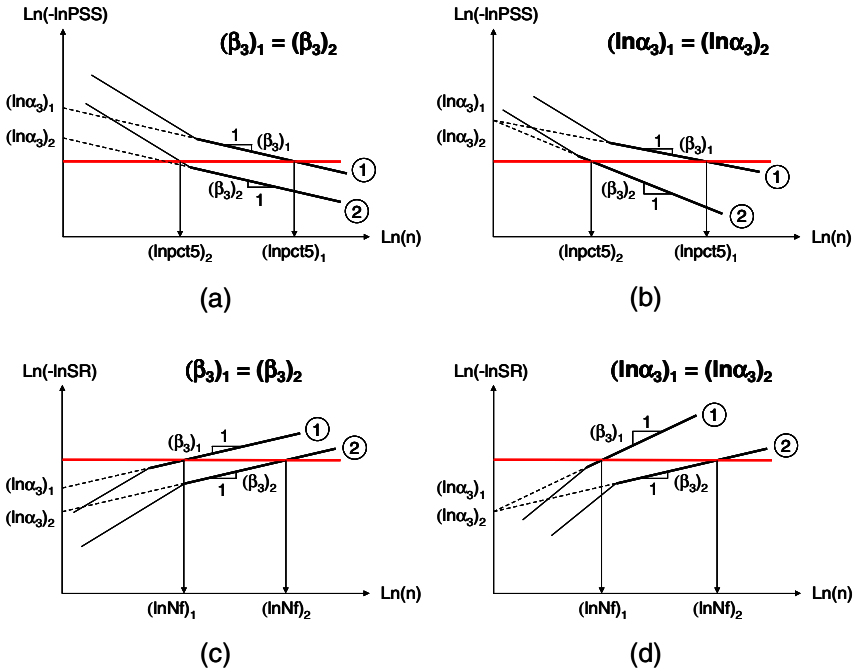 Ln(-lnPSS)
(β₃)₁ = (β₃)₂
(lnα₃)₁
(lnα₃)₂
1
(β₃)₁
(β₃)₂
1
1
2
Ln(n)
(lnpct5)₂
(lnpct5)₁
(a)
Ln(-lnPSS)
(lnα₃)₁ = (lnα₃)₂
(lnα₃)₁
(lnα₃)₂
1
(β₃)₁
(β₃)₂
1
1
2
Ln(n)
(lnpct5)₂
(lnpct5)₁
(b)
Ln(-lnSR)
(β₃)₁ = (β₃)₂
(β₃)₁
1
1
2
(lnα₃)₁
(lnα₃)₂
1
(β₃)₂
Ln(n)
(lnNf)₁
(lnNf)₂
(c)
Ln(-lnSR)
(lnα₃)₁ = (lnα₃)₂
1
(β₃)₁
1
2
(lnα₃)₁
(lnα₃)₂
1
(β₃)₂
Ln(n)
(lnNf)₁
(lnNf)₂
(d)